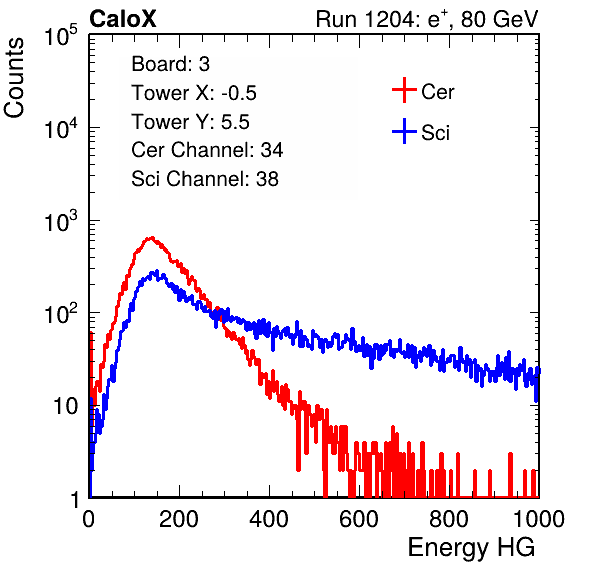 CaloX Run 1204: e⁺, 80 GeV
Counts
Board: 3
Tower X: -0.5
Tower Y: 5.5
Cer Channel: 34
Sci Channel: 38
Cer
Sci
10⁵
10⁴
10³
10²
10
1
0 200 400 600 800 1000
Energy HG